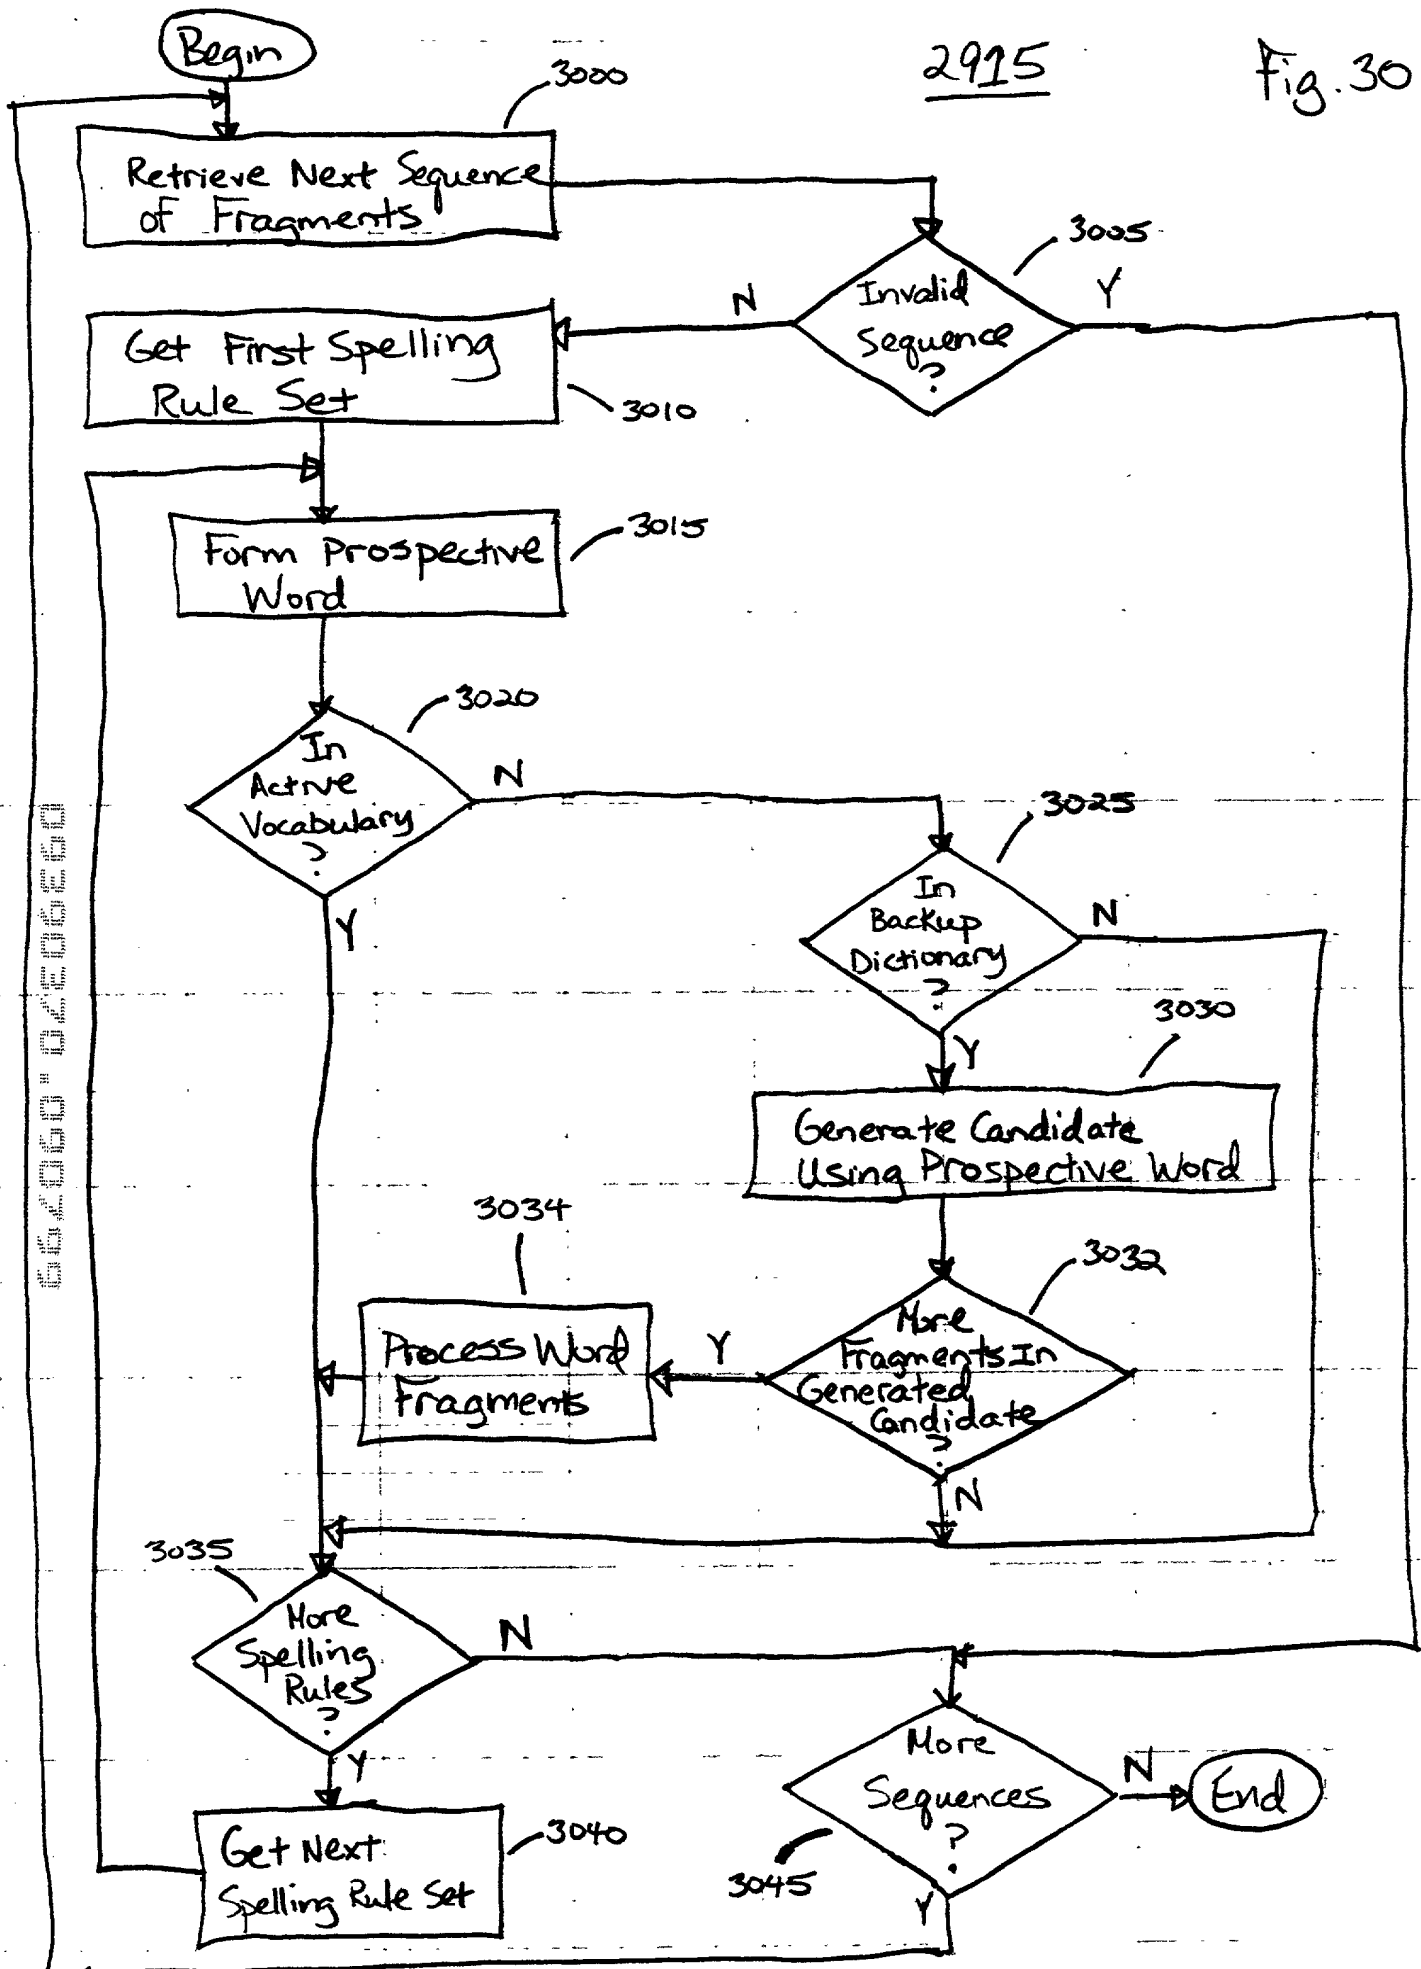 Begin
3000
2915
Fig. 30
Retrieve Next Sequence
of Fragments
3005
Invalid
Sequence
?
N
Y
Get First Spelling
Rule Set
3010
Form Prospective
Word
3015
3020
In
Active
Vocabulary
?
N
Y
3025
In
Backup
Dictionary
?
N
Y
3030
Generate Candidate
Using Prospective Word
3034
3032
More
Fragments In
Generated
Candidate
?
Y
N
Process Word
Fragments
3035
More
Spelling
Rules
?
N
Y
More
Sequences
?
N
End
3045
Y
Get Next
Spelling Rule Set
3040
09390370.090799